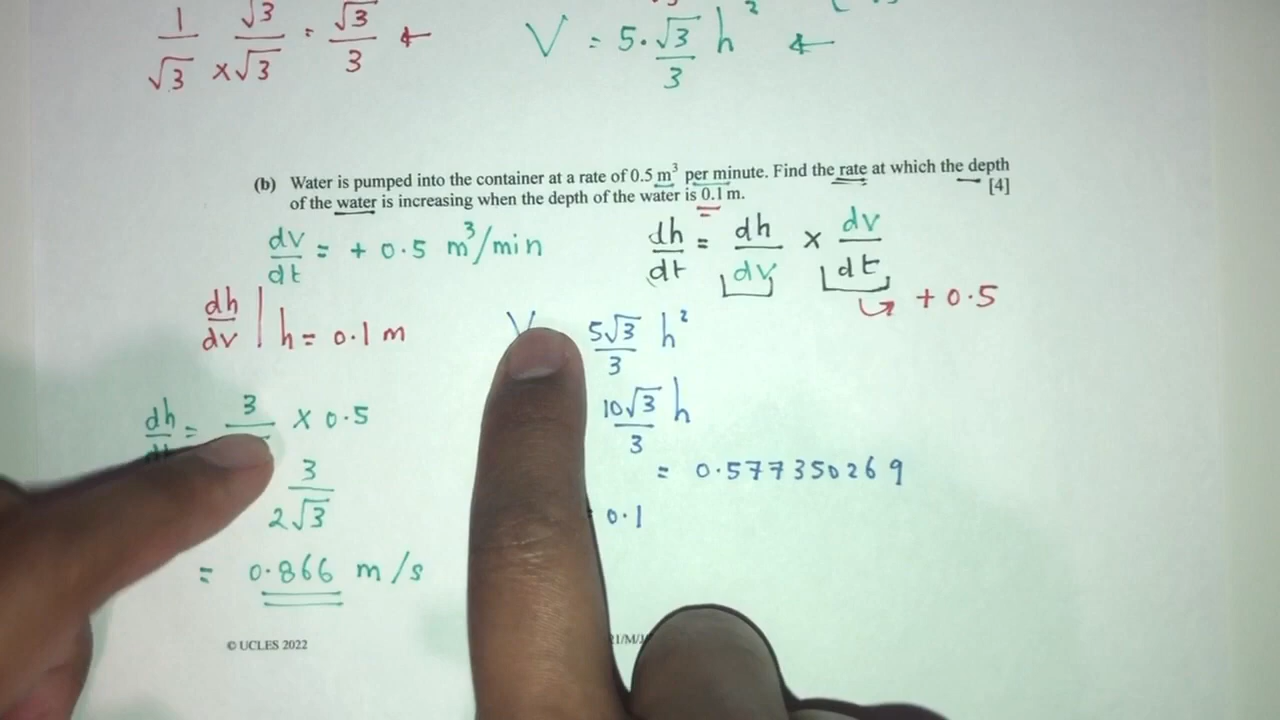 1/√3 × √3/√3 = √3/3 ←
V = 5·√3/3 h² ←
(b) Water is pumped into the container at a rate of 0.5 m³ per minute. Find the rate at which the depth
of the water is increasing when the depth of the water is 0.1 m. [4]
dv/dt = + 0.5 m³/min
dh/dt = dh/dv × dv/dt
+ 0.5
dh/dv | h = 0.1 m
V 5√3/3 h²
10√3/3 h
dh = 3 × 0.5
= 0.577350269
3/2√3
0.1
= 0.866 m/s
© UCLES 2022